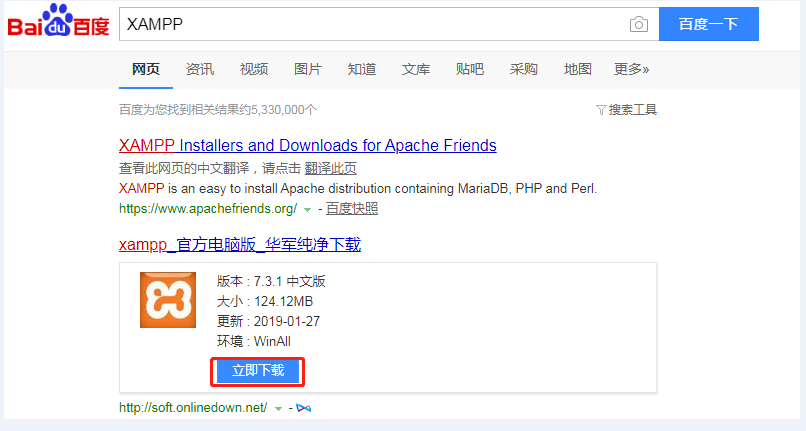 Bai du 百度 XAMPP 百度一下
网页 资讯 视频 图片 知道 文库 贴吧 采购 地图 更多»
百度为您找到相关结果约5,330,000个 搜索工具
XAMPP Installers and Downloads for Apache Friends
查看此网页的中文翻译，请点击 翻译此页
XAMPP is an easy to install Apache distribution containing MariaDB, PHP and Perl.
https://www.apachefriends.org/ - 百度快照
xampp_官方电脑版_华军纯净下载
版本 : 7.3.1 中文版
大小 : 124.12MB
更新 : 2019-01-27
环境 : WinAll
立即下载
http://soft.onlinedown.net/ -